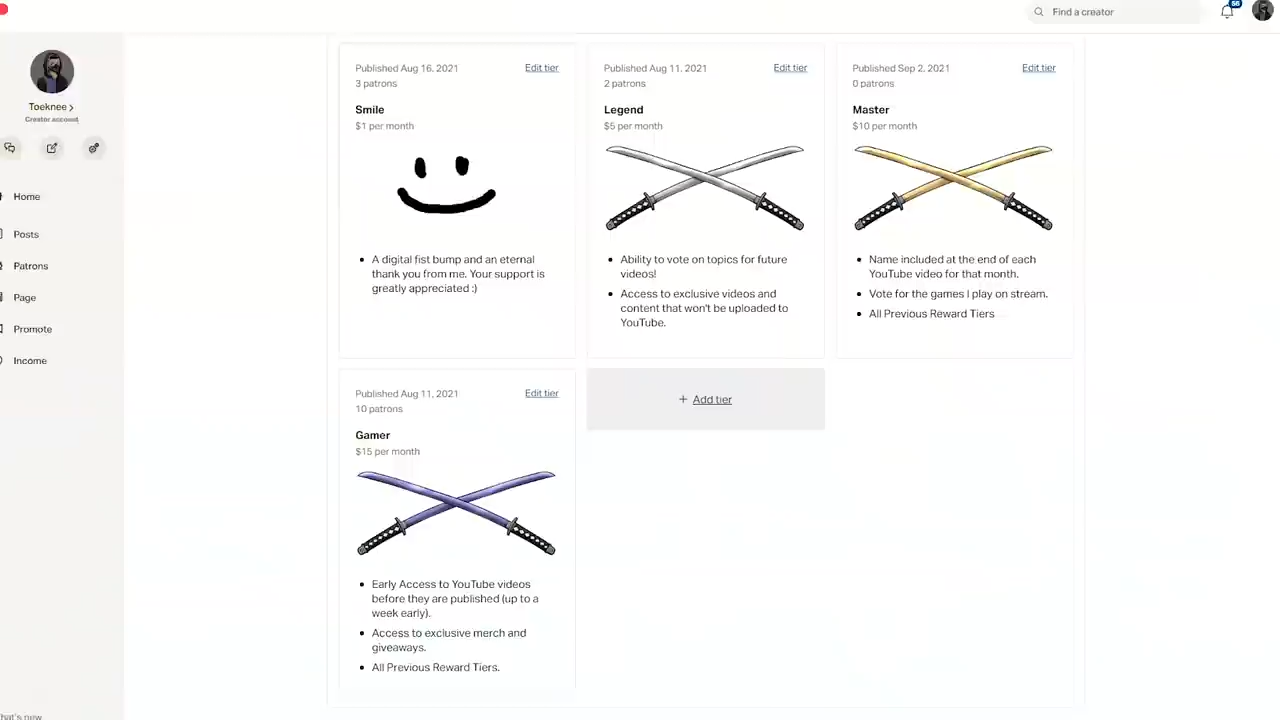 Find a creator
56
Toeknee
Creator account
Home
Posts
Patrons
Page
Promote
Income
Published Aug 16, 2021
Edit tier
3 patrons
Smile
$1 per month
A digital fist bump and an eternal
thank you from me. Your support is
greatly appreciated :)
Published Aug 11, 2021
Edit tier
2 patrons
Legend
$5 per month
Ability to vote on topics for future
videos!
Access to exclusive videos and
content that won't be uploaded to
YouTube.
Published Sep 2, 2021
Edit tier
0 patrons
Master
$10 per month
Name included at the end of each
YouTube video for that month.
Vote for the games I play on stream.
All Previous Reward Tiers
Published Aug 11, 2021
Edit tier
10 patrons
Gamer
$15 per month
Early Access to YouTube videos
before they are published (up to a
week early).
Access to exclusive merch and
giveaways.
All Previous Reward Tiers.
+ Add tier
hat's new